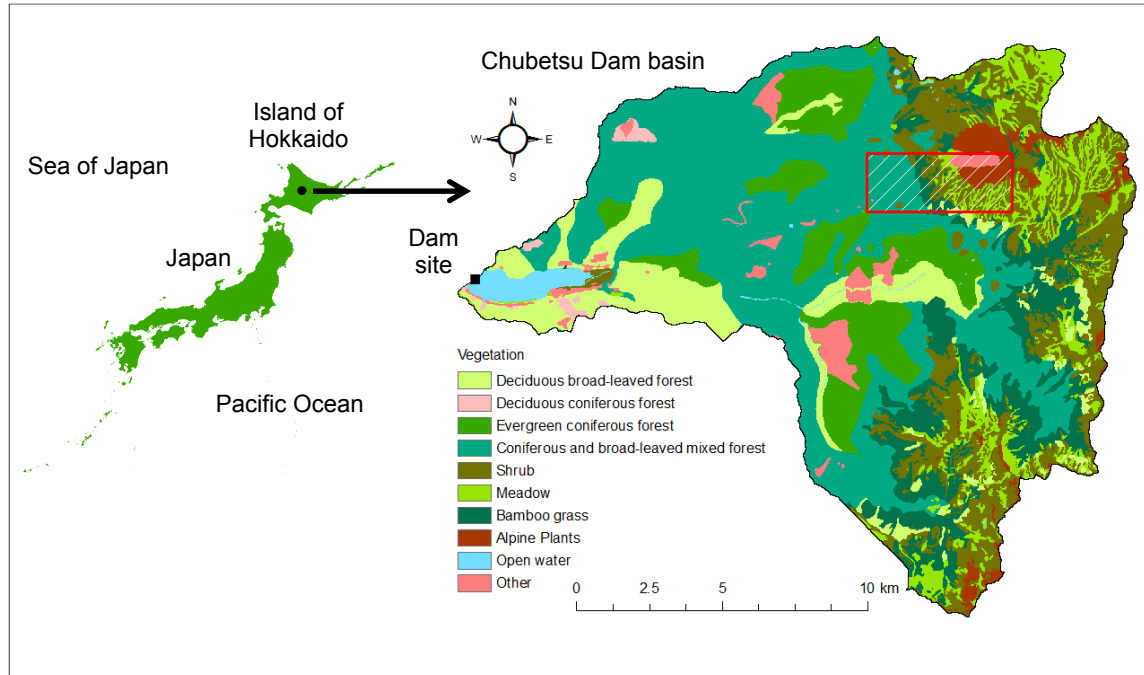 Chubetsu Dam basin
N
W
E
S
Island of
Hokkaido
Sea of Japan
Japan
Dam
site
Pacific Ocean
Vegetation
Deciduous broad-leaved forest
Deciduous coniferous forest
Evergreen coniferous forest
Coniferous and broad-leaved mixed forest
Shrub
Meadow
Bamboo grass
Alpine Plants
Open water
Other
0 2.5 5 10 km